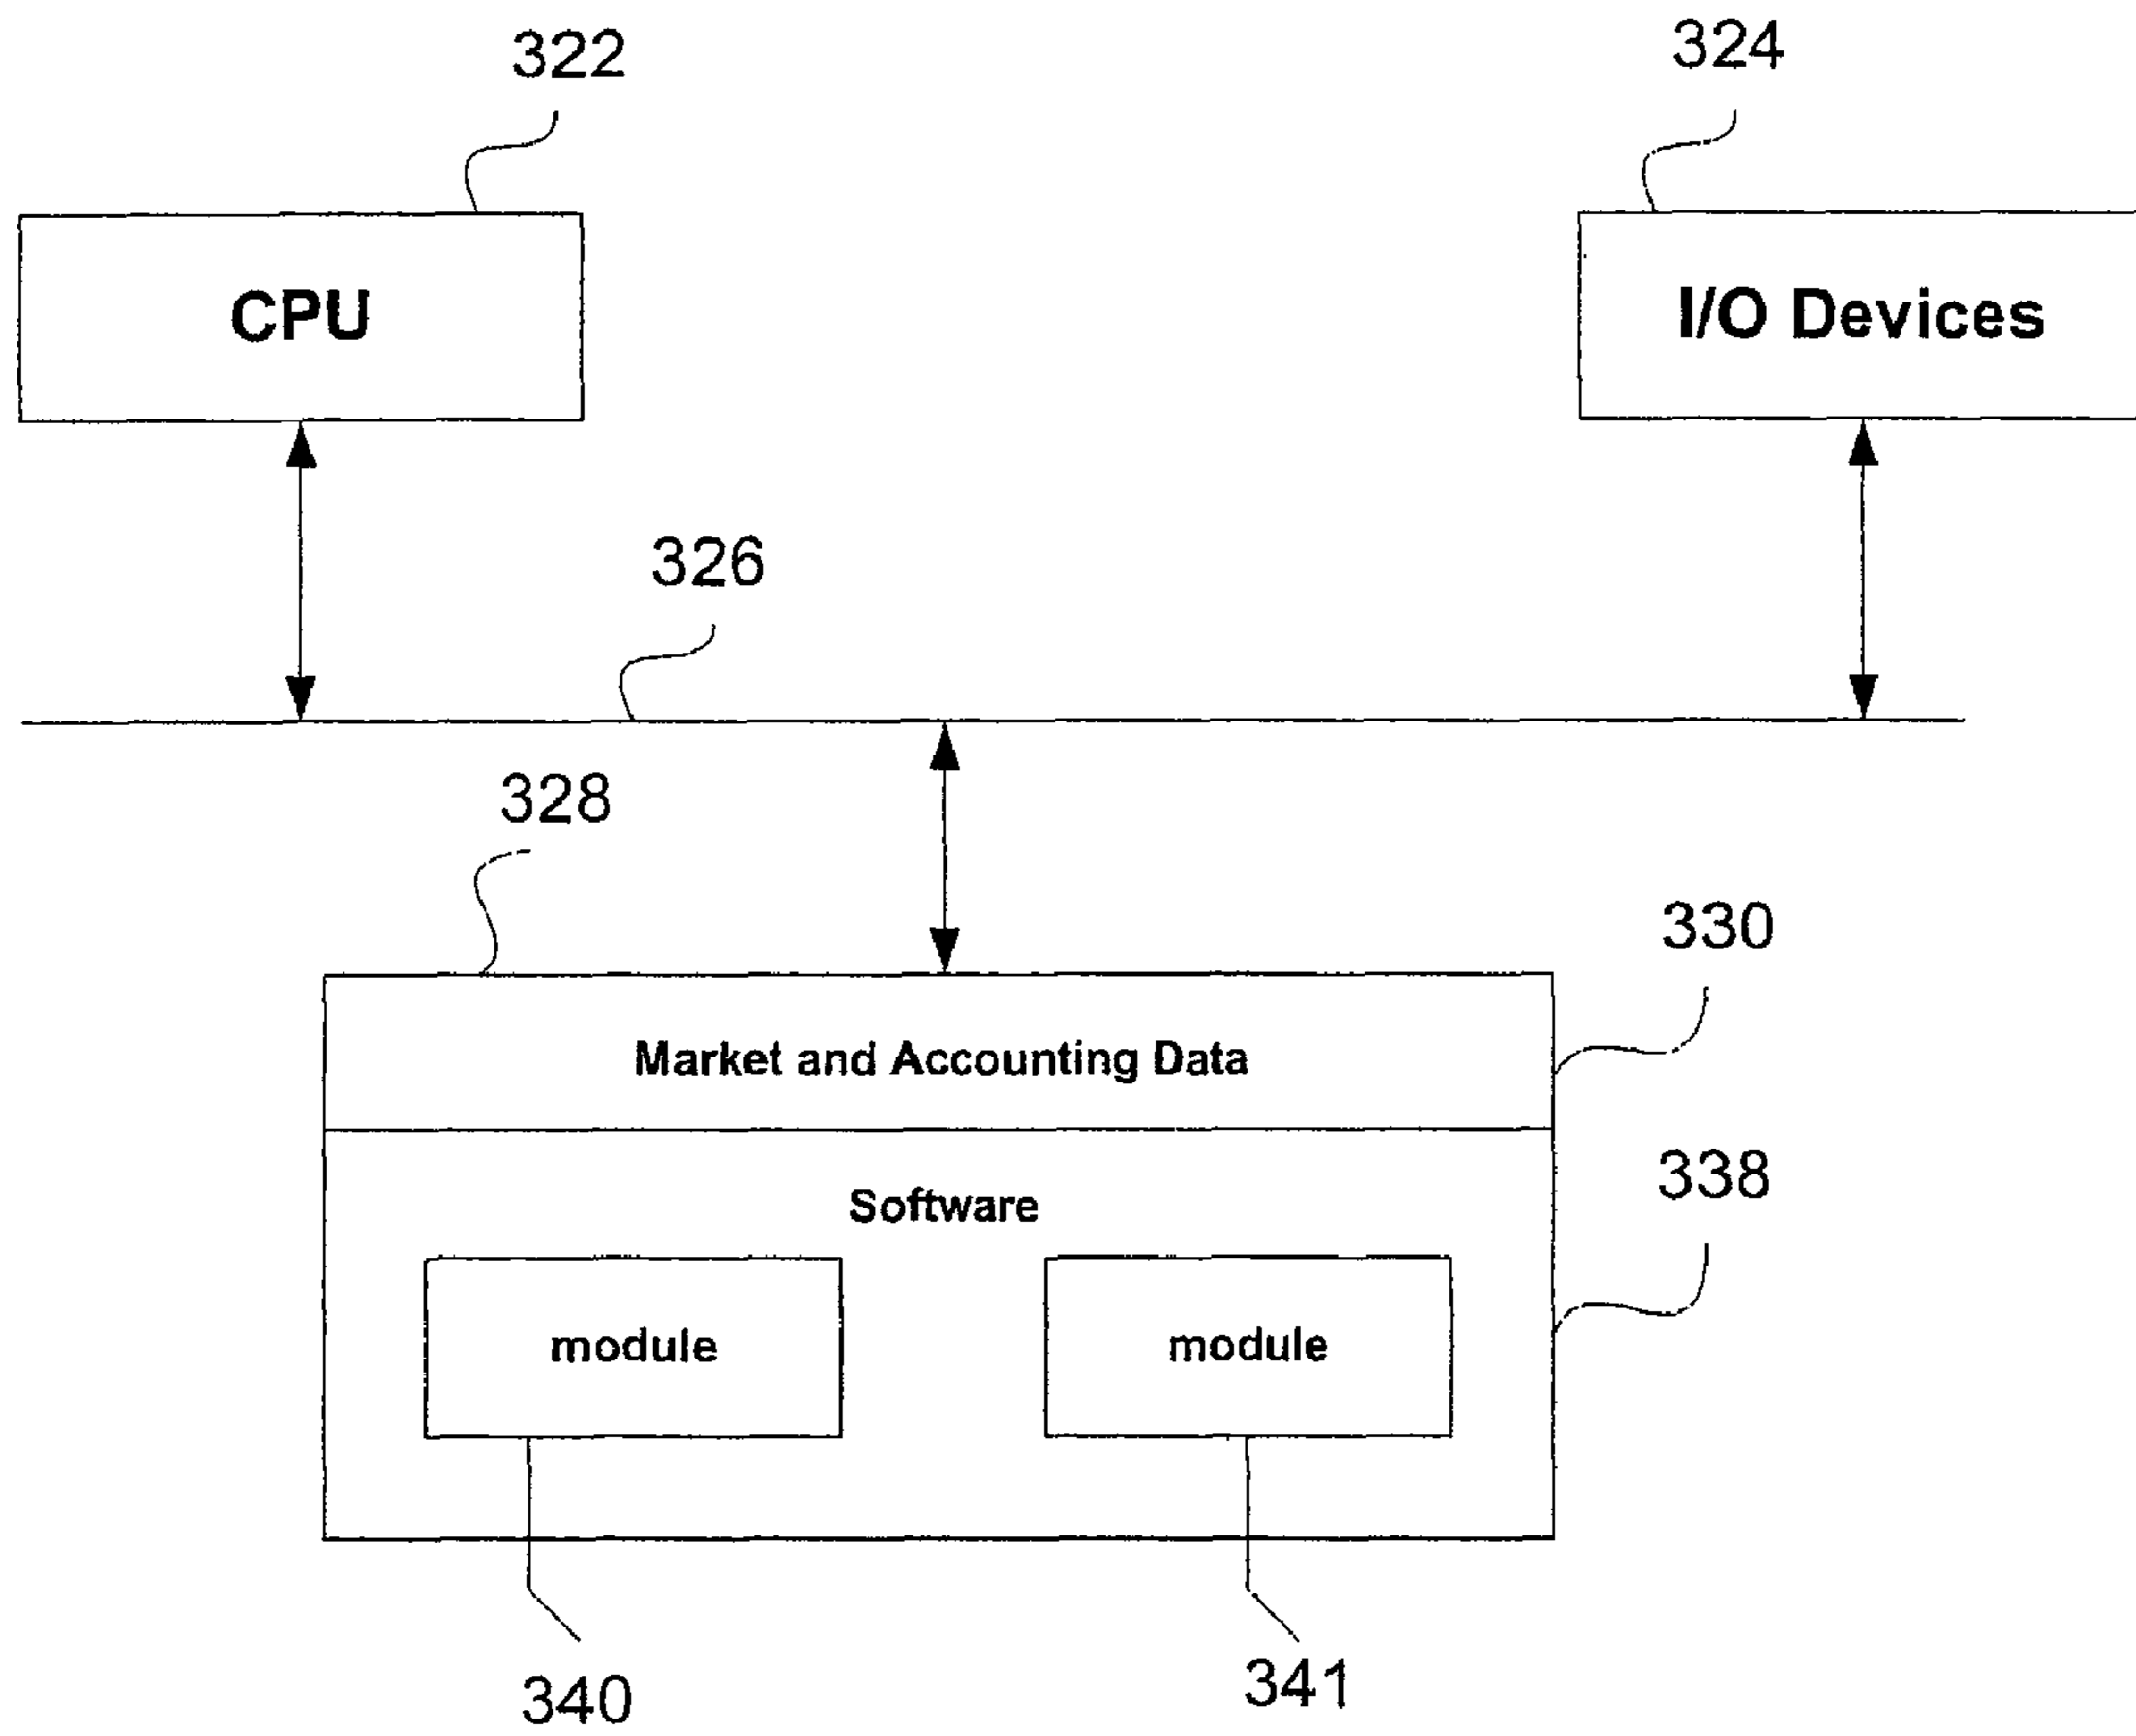 322
324
CPU
I/O Devices
326
328
330
Market and Accounting Data
338
Software
module
module
340
341